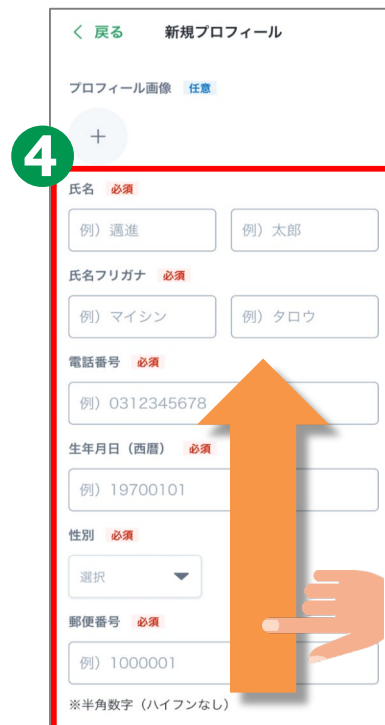 < 戻る 新規プロフィール
プロフィール画像 任意
+
4
氏名 必須
例）邁進 例）太郎
氏名フリガナ 必須
例）マイシン 例）タロウ
電話番号 必須
例）0312345678
生年月日（西暦） 必須
例）19700101
性別 必須
選択
郵便番号 必須
例）1000001
※半角数字（ハイフンなし）